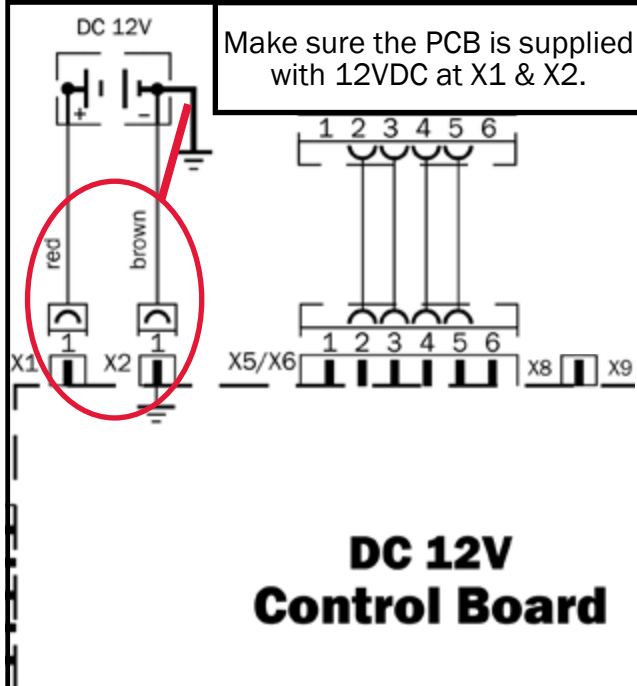 DC 12V
Make sure the PCB is supplied
with 12VDC at X1 & X2.
+ −
1 2 3 4 5 6
red
brown
1
1
1 2 3 4 5 6
X1
X2
X5/X6
X8
X9
DC 12V
Control Board